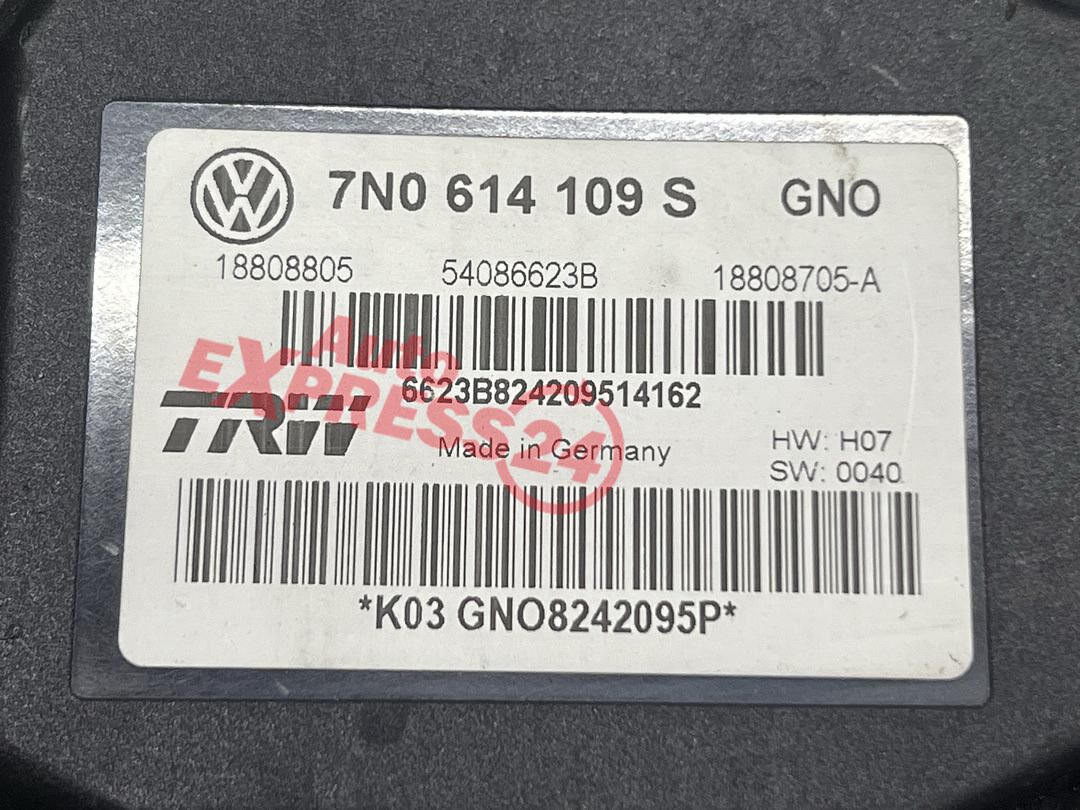 7N0 614 109 S GNO
18808805 54086623B 18808705-A
Auto
EXPRESS24
6623B824209514162
TRW
Made in Germany
HW: H07
SW: 0040
*K03 GNO8242095P*